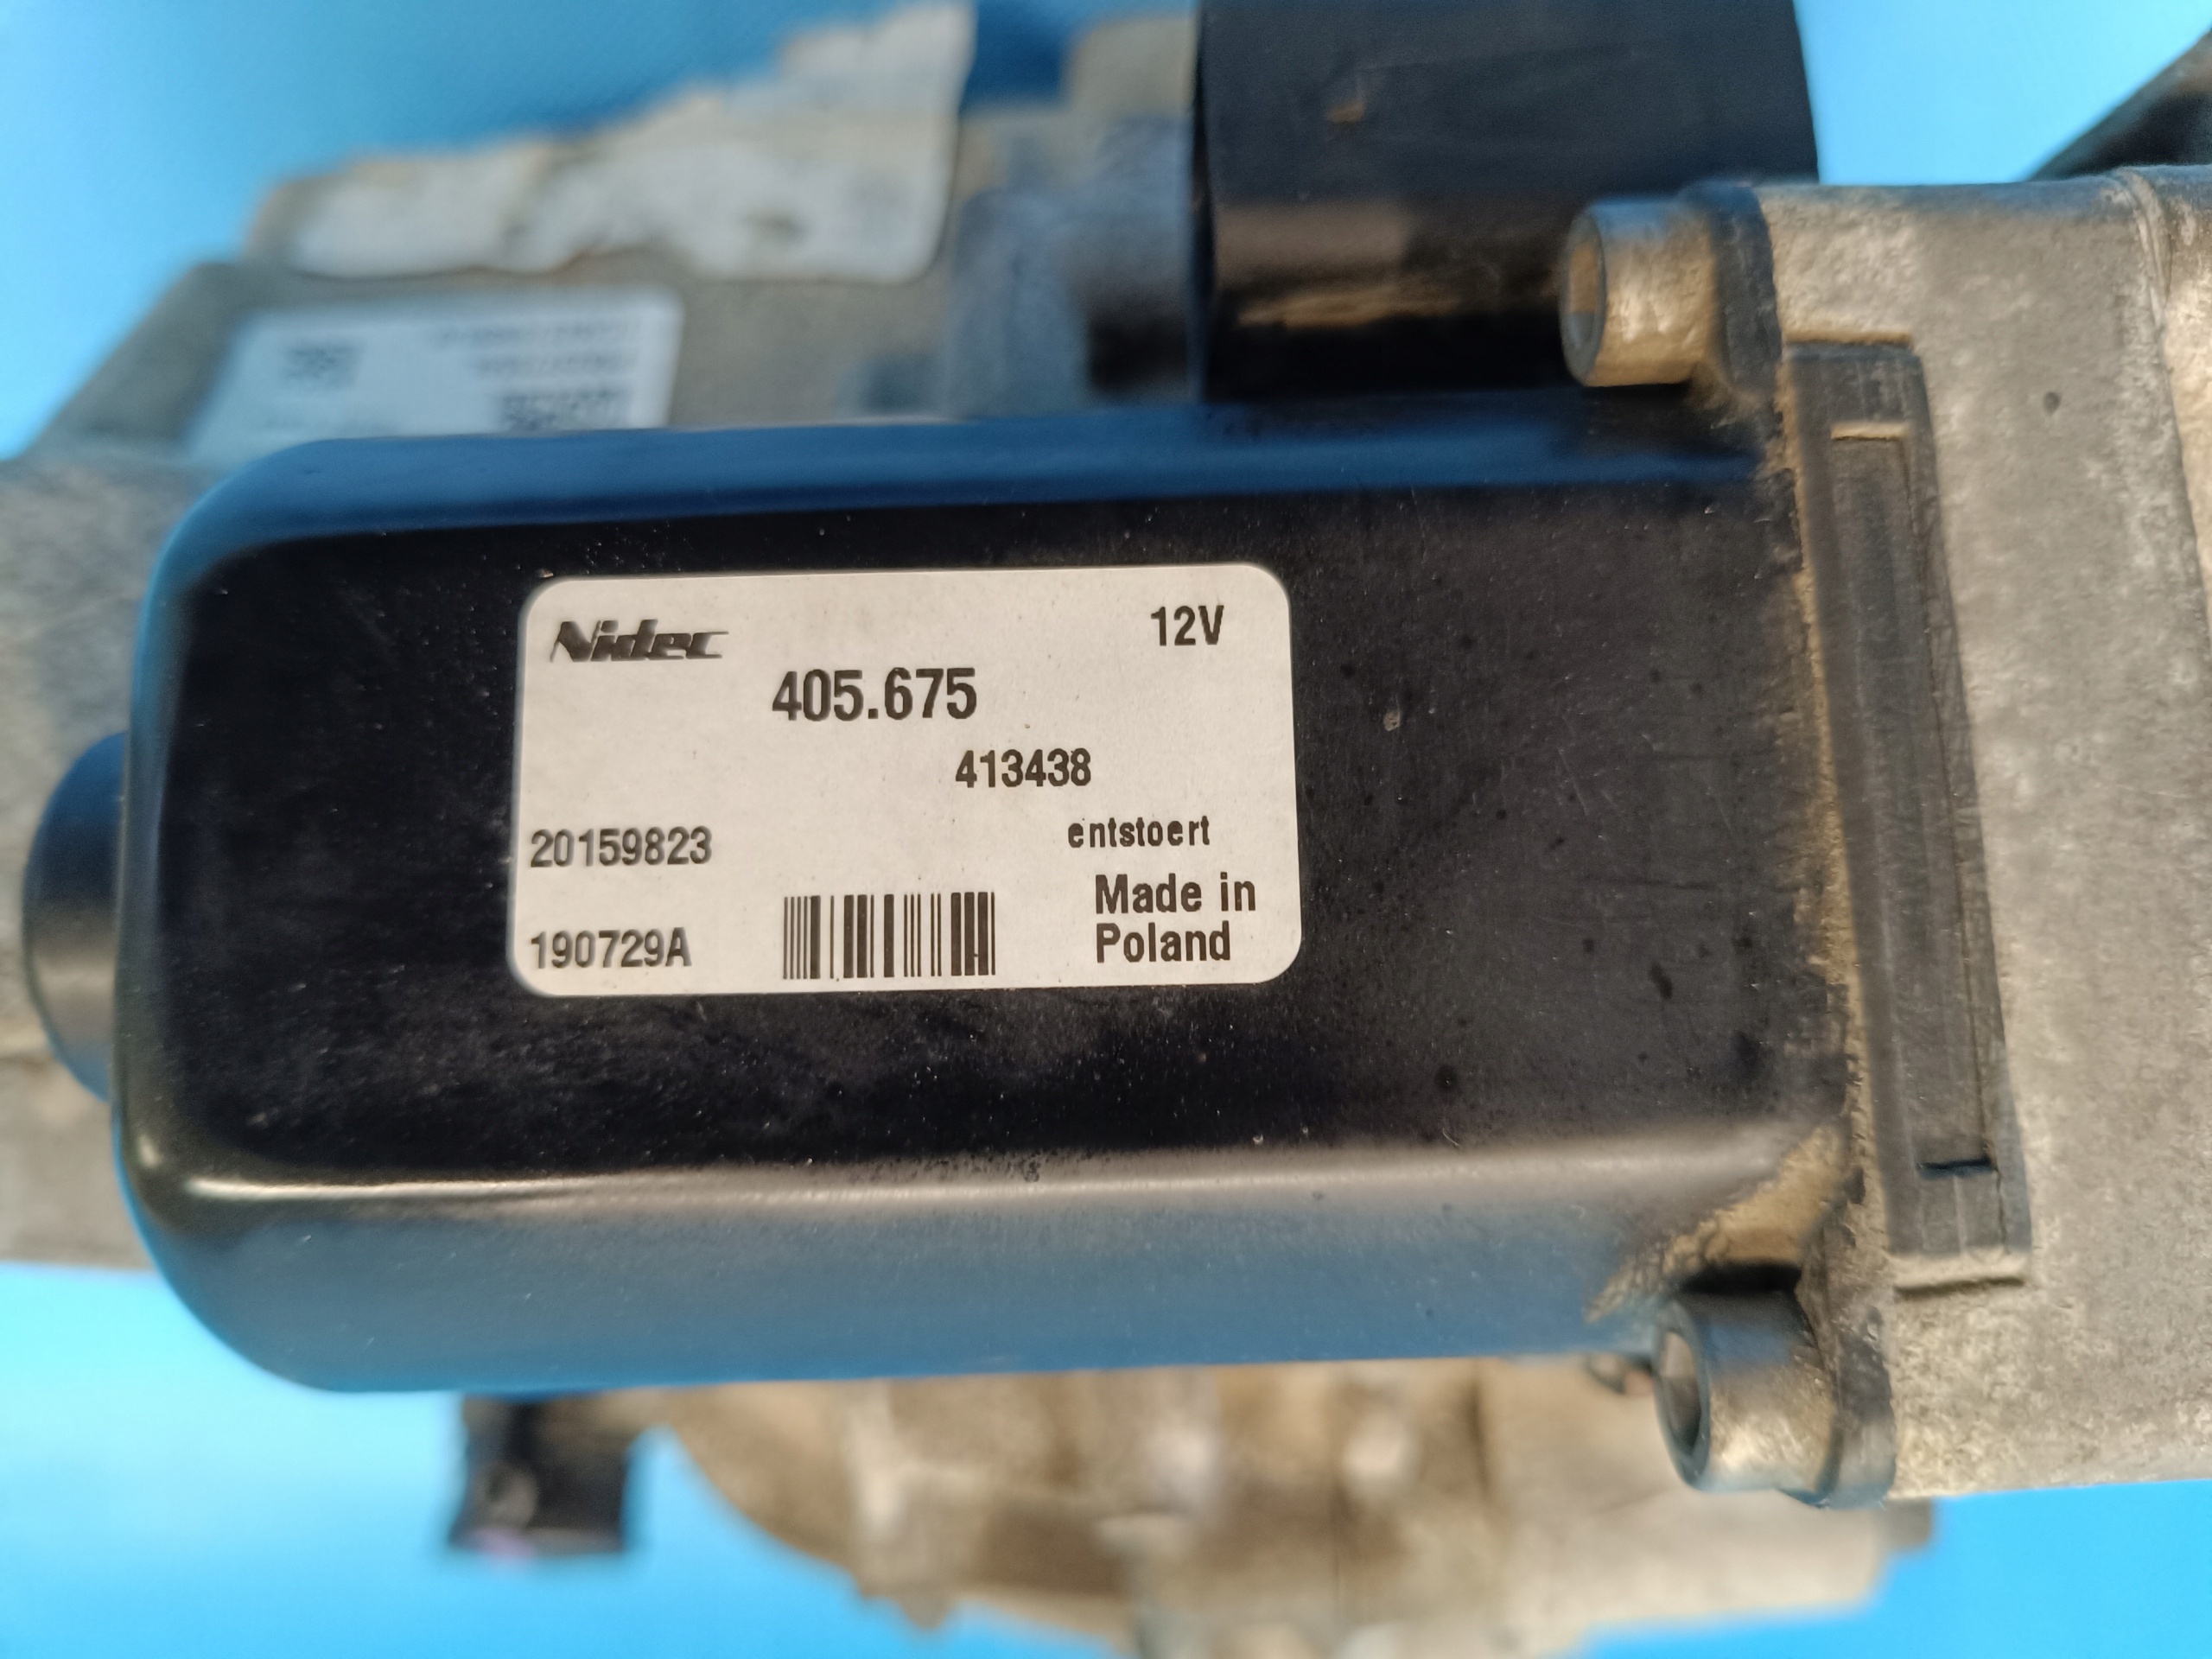 Nidec
12V
405.675
413438
20159823
entstoert
190729A
Made in
Poland